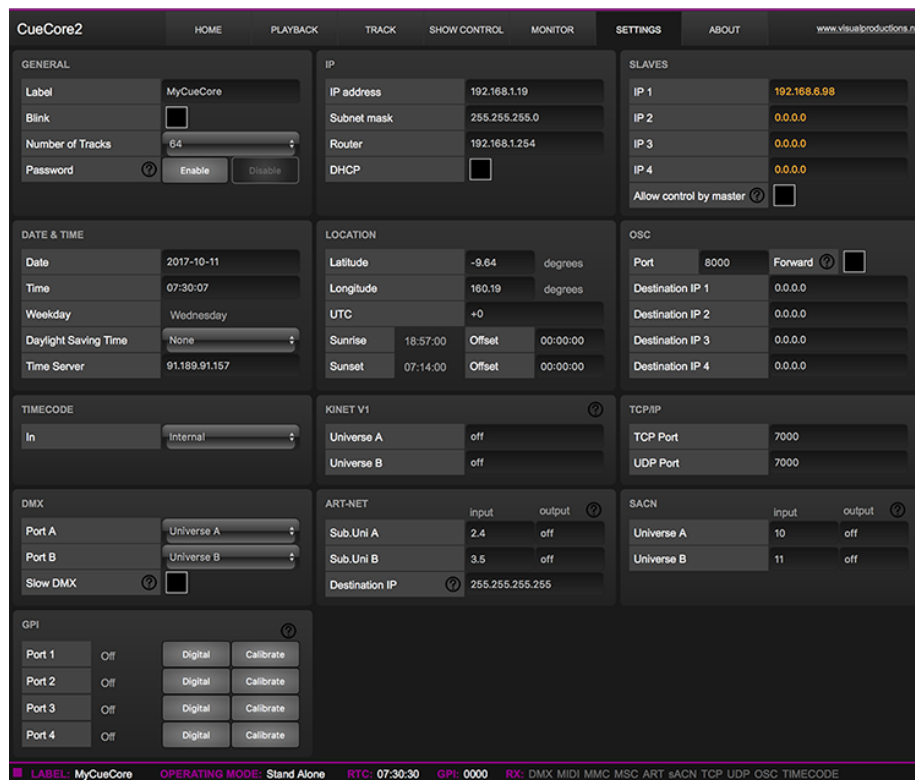 CueCore2 HOME PLAYBACK TRACK SHOW CONTROL MONITOR SETTINGS ABOUT www.visualproductions.n
GENERAL
Label MyCueCore
Blink
Number of Tracks 64
Password ? Enable Disable
IP
IP address 192.168.1.19
Subnet mask 255.255.255.0
Router 192.168.1.254
DHCP
SLAVES
IP 1 192.168.6.98
IP 2 0.0.0.0
IP 3 0.0.0.0
IP 4 0.0.0.0
Allow control by master ?
DATE & TIME
Date 2017-10-11
Time 07:30:07
Weekday Wednesday
Daylight Saving Time None
Time Server 91.189.91.157
LOCATION
Latitude -9.64 degrees
Longitude 160.19 degrees
UTC +0
Sunrise 18:57:00 Offset 00:00:00
Sunset 07:14:00 Offset 00:00:00
OSC
Port 8000 Forward ?
Destination IP 1 0.0.0.0
Destination IP 2 0.0.0.0
Destination IP 3 0.0.0.0
Destination IP 4 0.0.0.0
TIMECODE
In Internal
KINET V1 ?
Universe A off
Universe B off
TCP/IP
TCP Port 7000
UDP Port 7000
DMX
Port A Universe A
Port B Universe B
Slow DMX ?
ART-NET input output ?
Sub.Uni A 2.4 off
Sub.Uni B 3.5 off
Destination IP ? 255.255.255.255
SACN input output ?
Universe A 10 off
Universe B 11 off
GPI ?
Port 1 Off Digital Calibrate
Port 2 Off Digital Calibrate
Port 3 Off Digital Calibrate
Port 4 Off Digital Calibrate
LABEL: MyCueCore OPERATING MODE: Stand Alone RTC: 07:30:30 GPI: 0000 RX: DMX MIDI MMC MSC ART sACN TCP UDP OSC TIMECODE